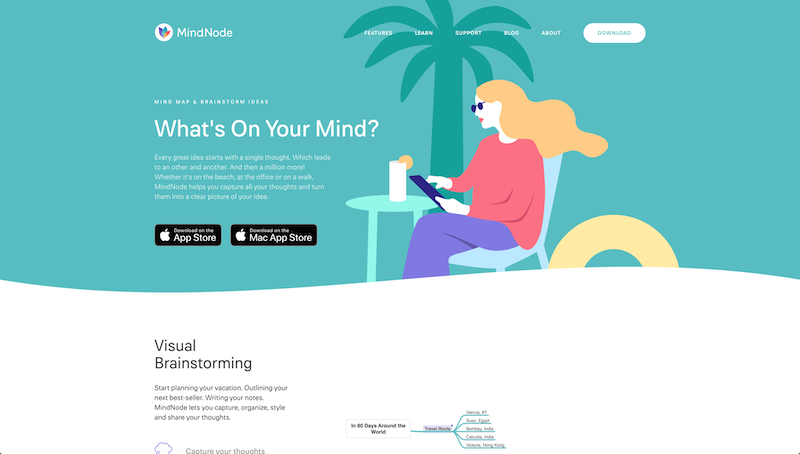 MindNode
FEATURES
LEARN
SUPPORT
BLOG
ABOUT
DOWNLOAD
MIND MAP & BRAINSTORM IDEAS
What's On Your Mind?
Every great idea starts with a single thought. Which leads
to an other and another. And then a million more!
Whether it's on the beach, at the office or on a walk,
MindNode helps you capture all your thoughts and turn
them into a clear picture of your idea.
Download on the
App Store
Download on the
Mac App Store
Visual
Brainstorming
Start planning your vacation. Outlining your
next best-seller. Writing your notes.
MindNode lets you capture, organize, style
and share your thoughts.
Capture your thoughts
In 80 Days Around the
World
Travel Route
Vienna, AT
Suez, Egypt
Bombay, India
Calcutta, India
Victoria, Hong Kong